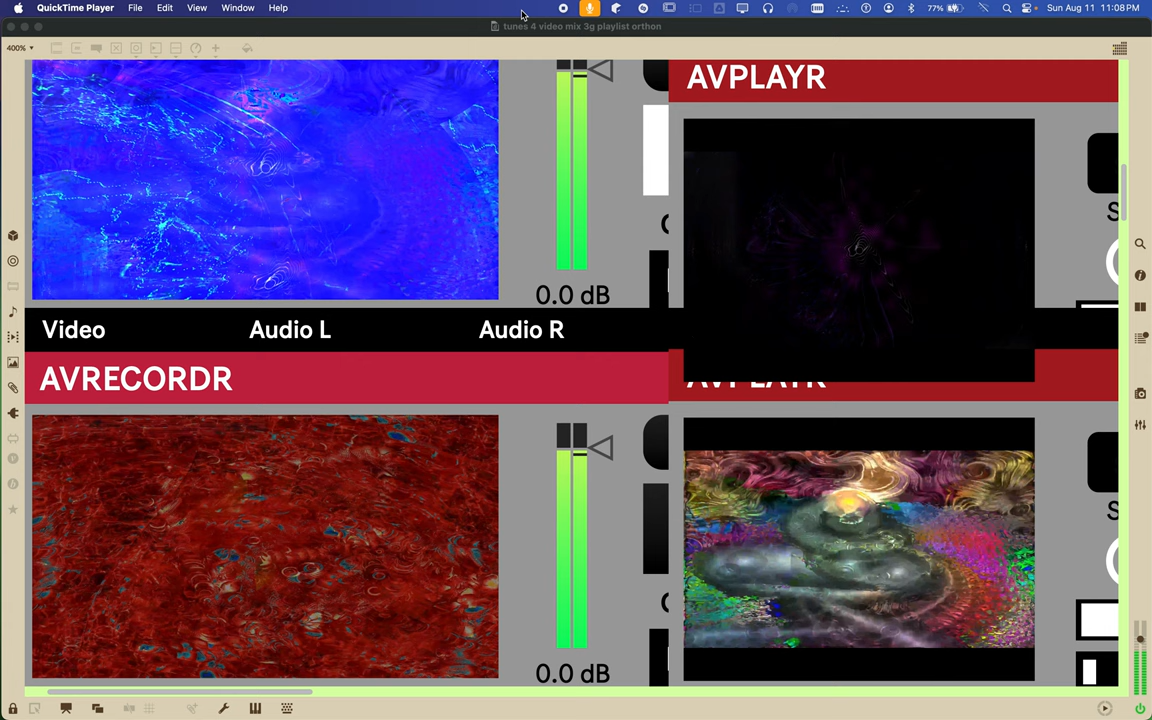 QuickTime Player File Edit View Window Help 77% Sun Aug 11 11:08 PM
tunes 4 video mix 3g playlist orthon
400%
AVPLAYR
S
0.0 dB
Video Audio L Audio R
AVRECORDR
AVPLAYR
S
0.0 dB